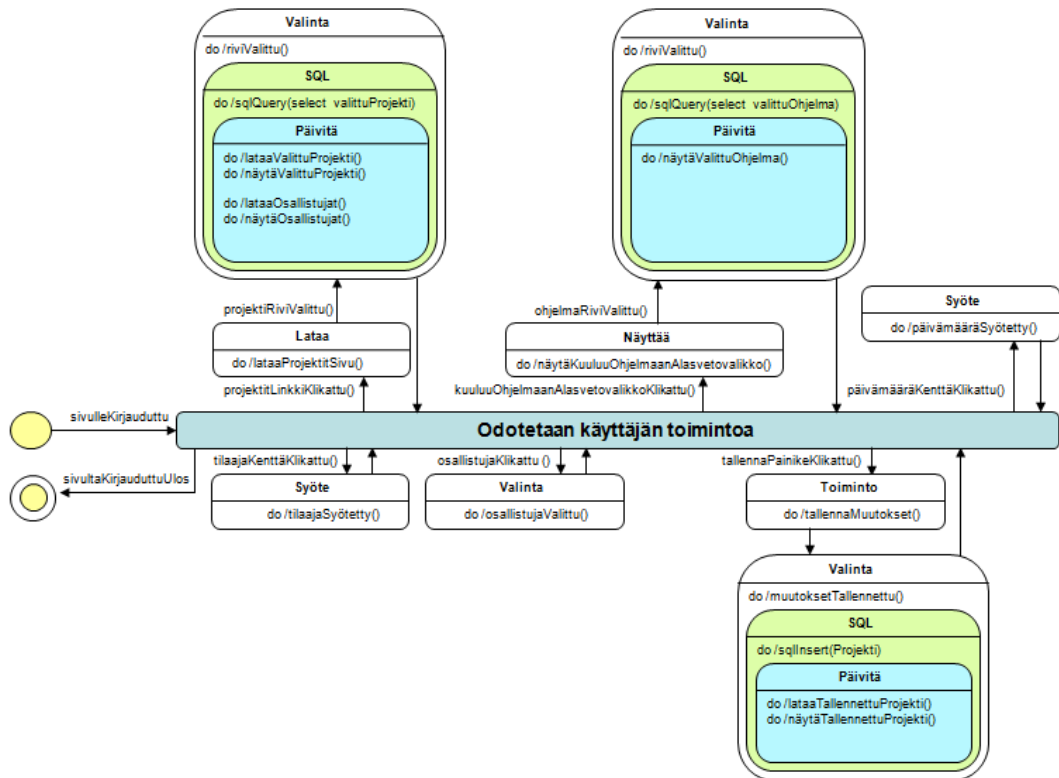 Valinta
do /riviValittu()
SQL
do /sqlQuery(select valittuProjekti)
Päivitä
do /lataaValittuProjekti()
do /näytäValittuProjekti()
do /lataaOsallistujat()
do /näytäOsallistujat()
Valinta
do /riviValittu()
SQL
do /sqlQuery(select valittuOhjelma)
Päivitä
do /näytäValittuOhjelma()
projektiRiviValittu()
Lataa
do /lataaProjektitSivu()
projektitLinkkiKlikattu()
ohjelmaRiviValittu()
Näyttää
do /näytäKuuluuOhjelmaanAlasvetovalikko()
kuuluuOhjelmaanAlasvetovalikkoKlikattu()
Syöte
do /päivämääräSyötetty()
päivämääräKenttäKlikattu()
sivulleKirjauduttu
Odotetaan käyttäjän toimintoa
sivultaKirjauduttuUlos
tilaajaKenttäKlikattu()
Syöte
do /tilaajaSyötetty()
osallistujaKlikattu ()
Valinta
do /osallistujaValittu()
tallennaPainikeKlikattu()
Toiminto
do /tallennaMuutokset()
Valinta
do /muutoksetTallennettu()
SQL
do /sqlInsert(Projekti)
Päivitä
do /lataaTallennettuProjekti()
do /näytäTallennettuProjekti()